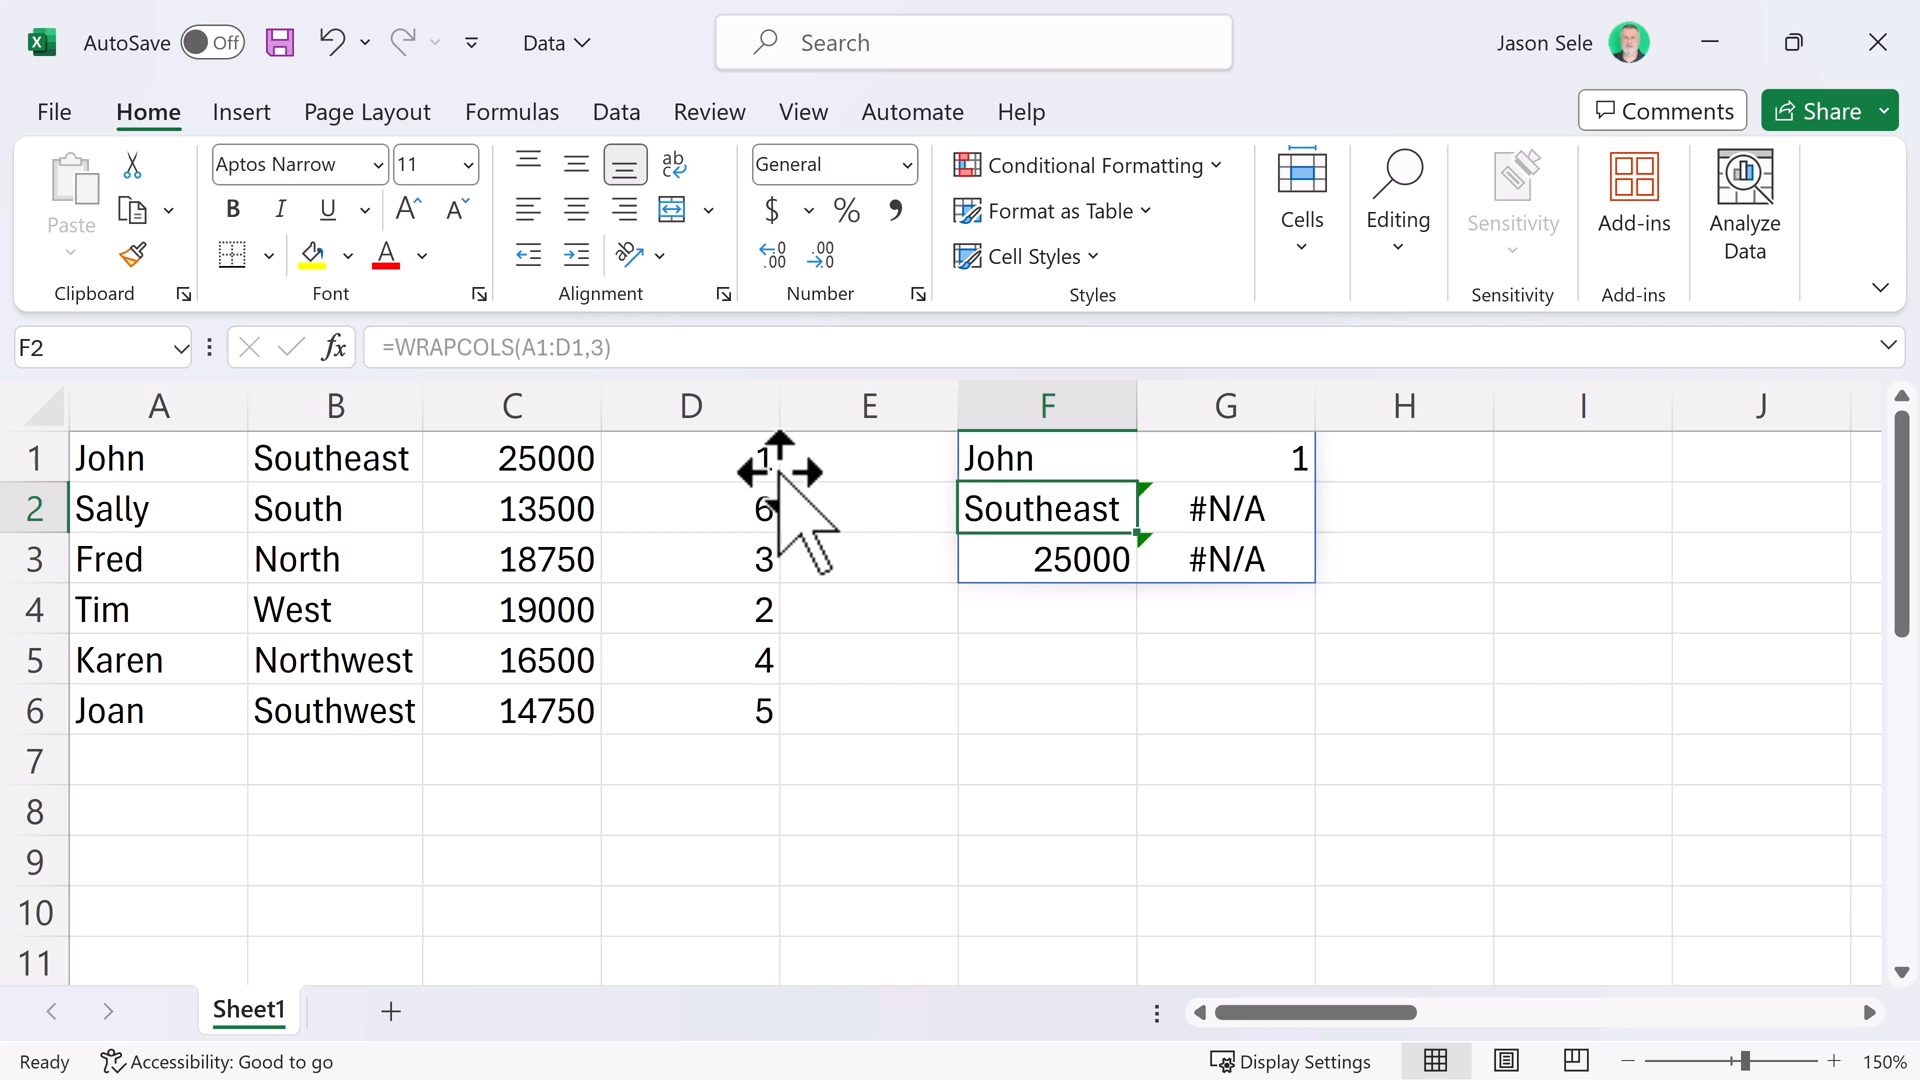 AutoSave Off Data Search Jason Sele
File Home Insert Page Layout Formulas Data Review View Automate Help Comments Share
Paste
Clipboard
Aptos Narrow 11
B I U
A A
A
Font
ab
Alignment
General
$ % 9
.00 .00
Number
Conditional Formatting
Format as Table
Cell Styles
Styles
Cells
Editing
Sensitivity
Sensitivity
Add-ins
Add-ins
Analyze
Data
F2 fx =WRAPCOLS(A1:D1,3)
A B C D E F G H I J
1 John Southeast 25000 1 John 1
2 Sally South 13500 6 Southeast #N/A
3 Fred North 18750 3 25000 #N/A
4 Tim West 19000 2
5 Karen Northwest 16500 4
6 Joan Southwest 14750 5
7
8
9
10
11
Sheet1
Ready Accessibility: Good to go Display Settings 150%